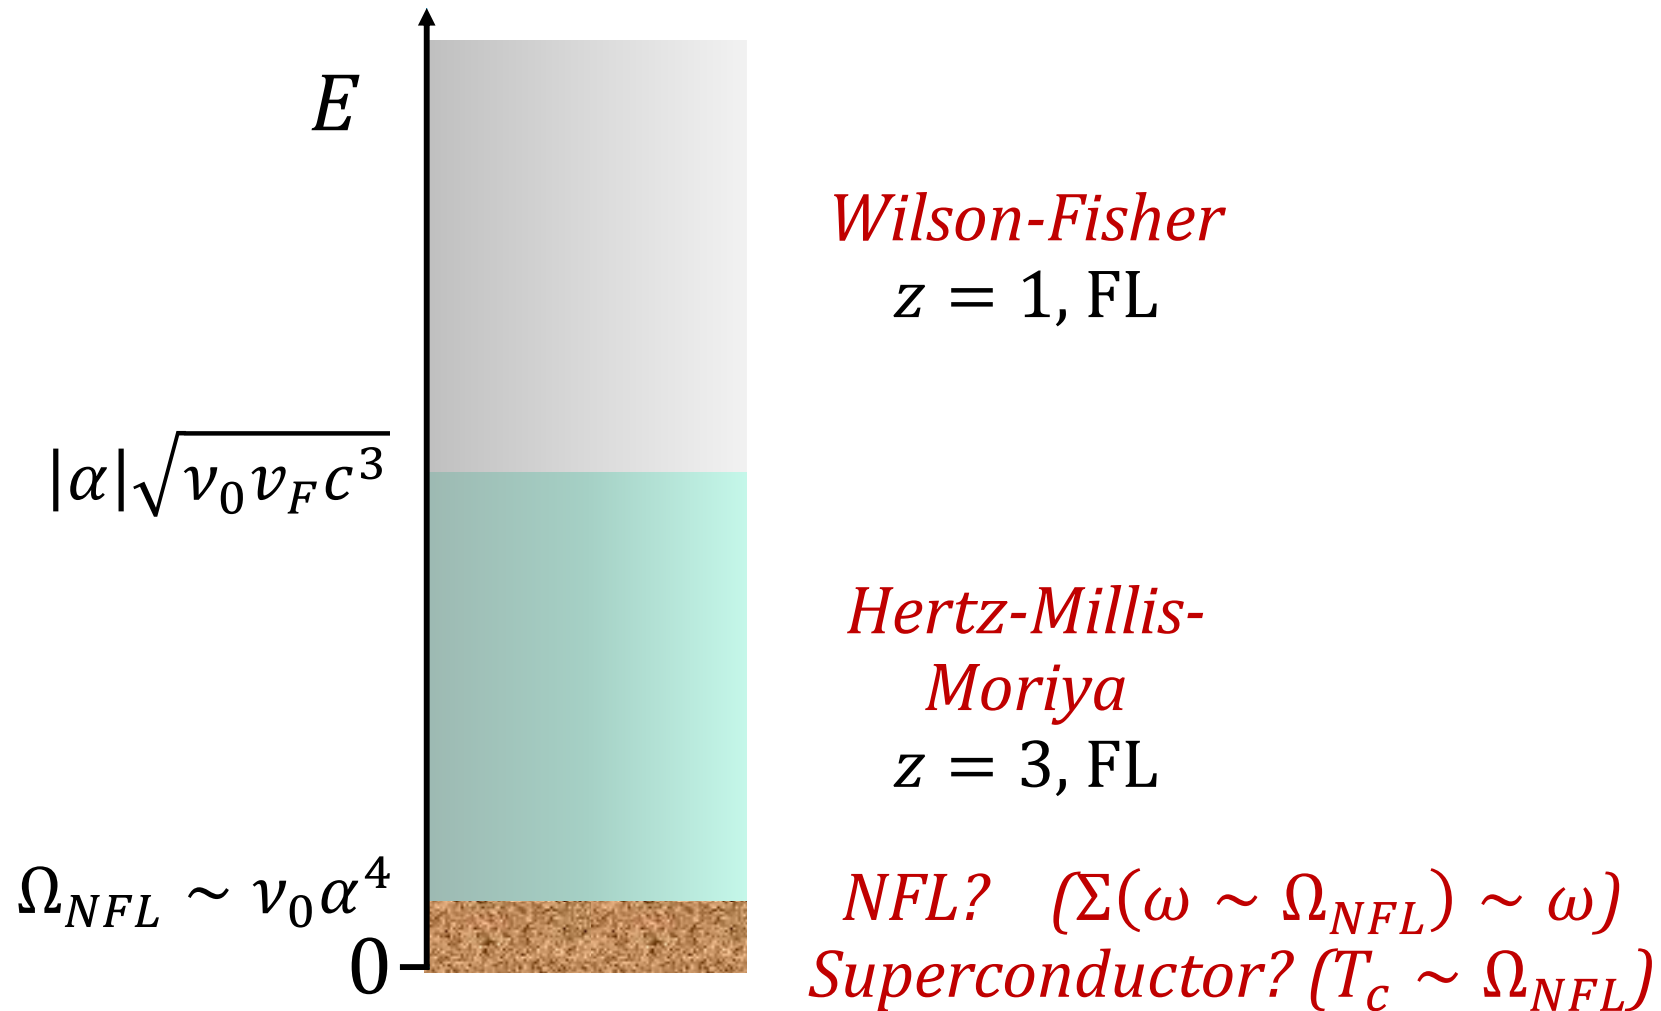 E
Wilson-Fisher
z = 1, FL
|α|√(ν₀v_F c³)
Hertz-Millis-
Moriya
z = 3, FL
Ω_NFL ~ ν₀α⁴
NFL? (Σ(ω ~ Ω_NFL) ~ ω)
0
Superconductor? (T_c ~ Ω_NFL)